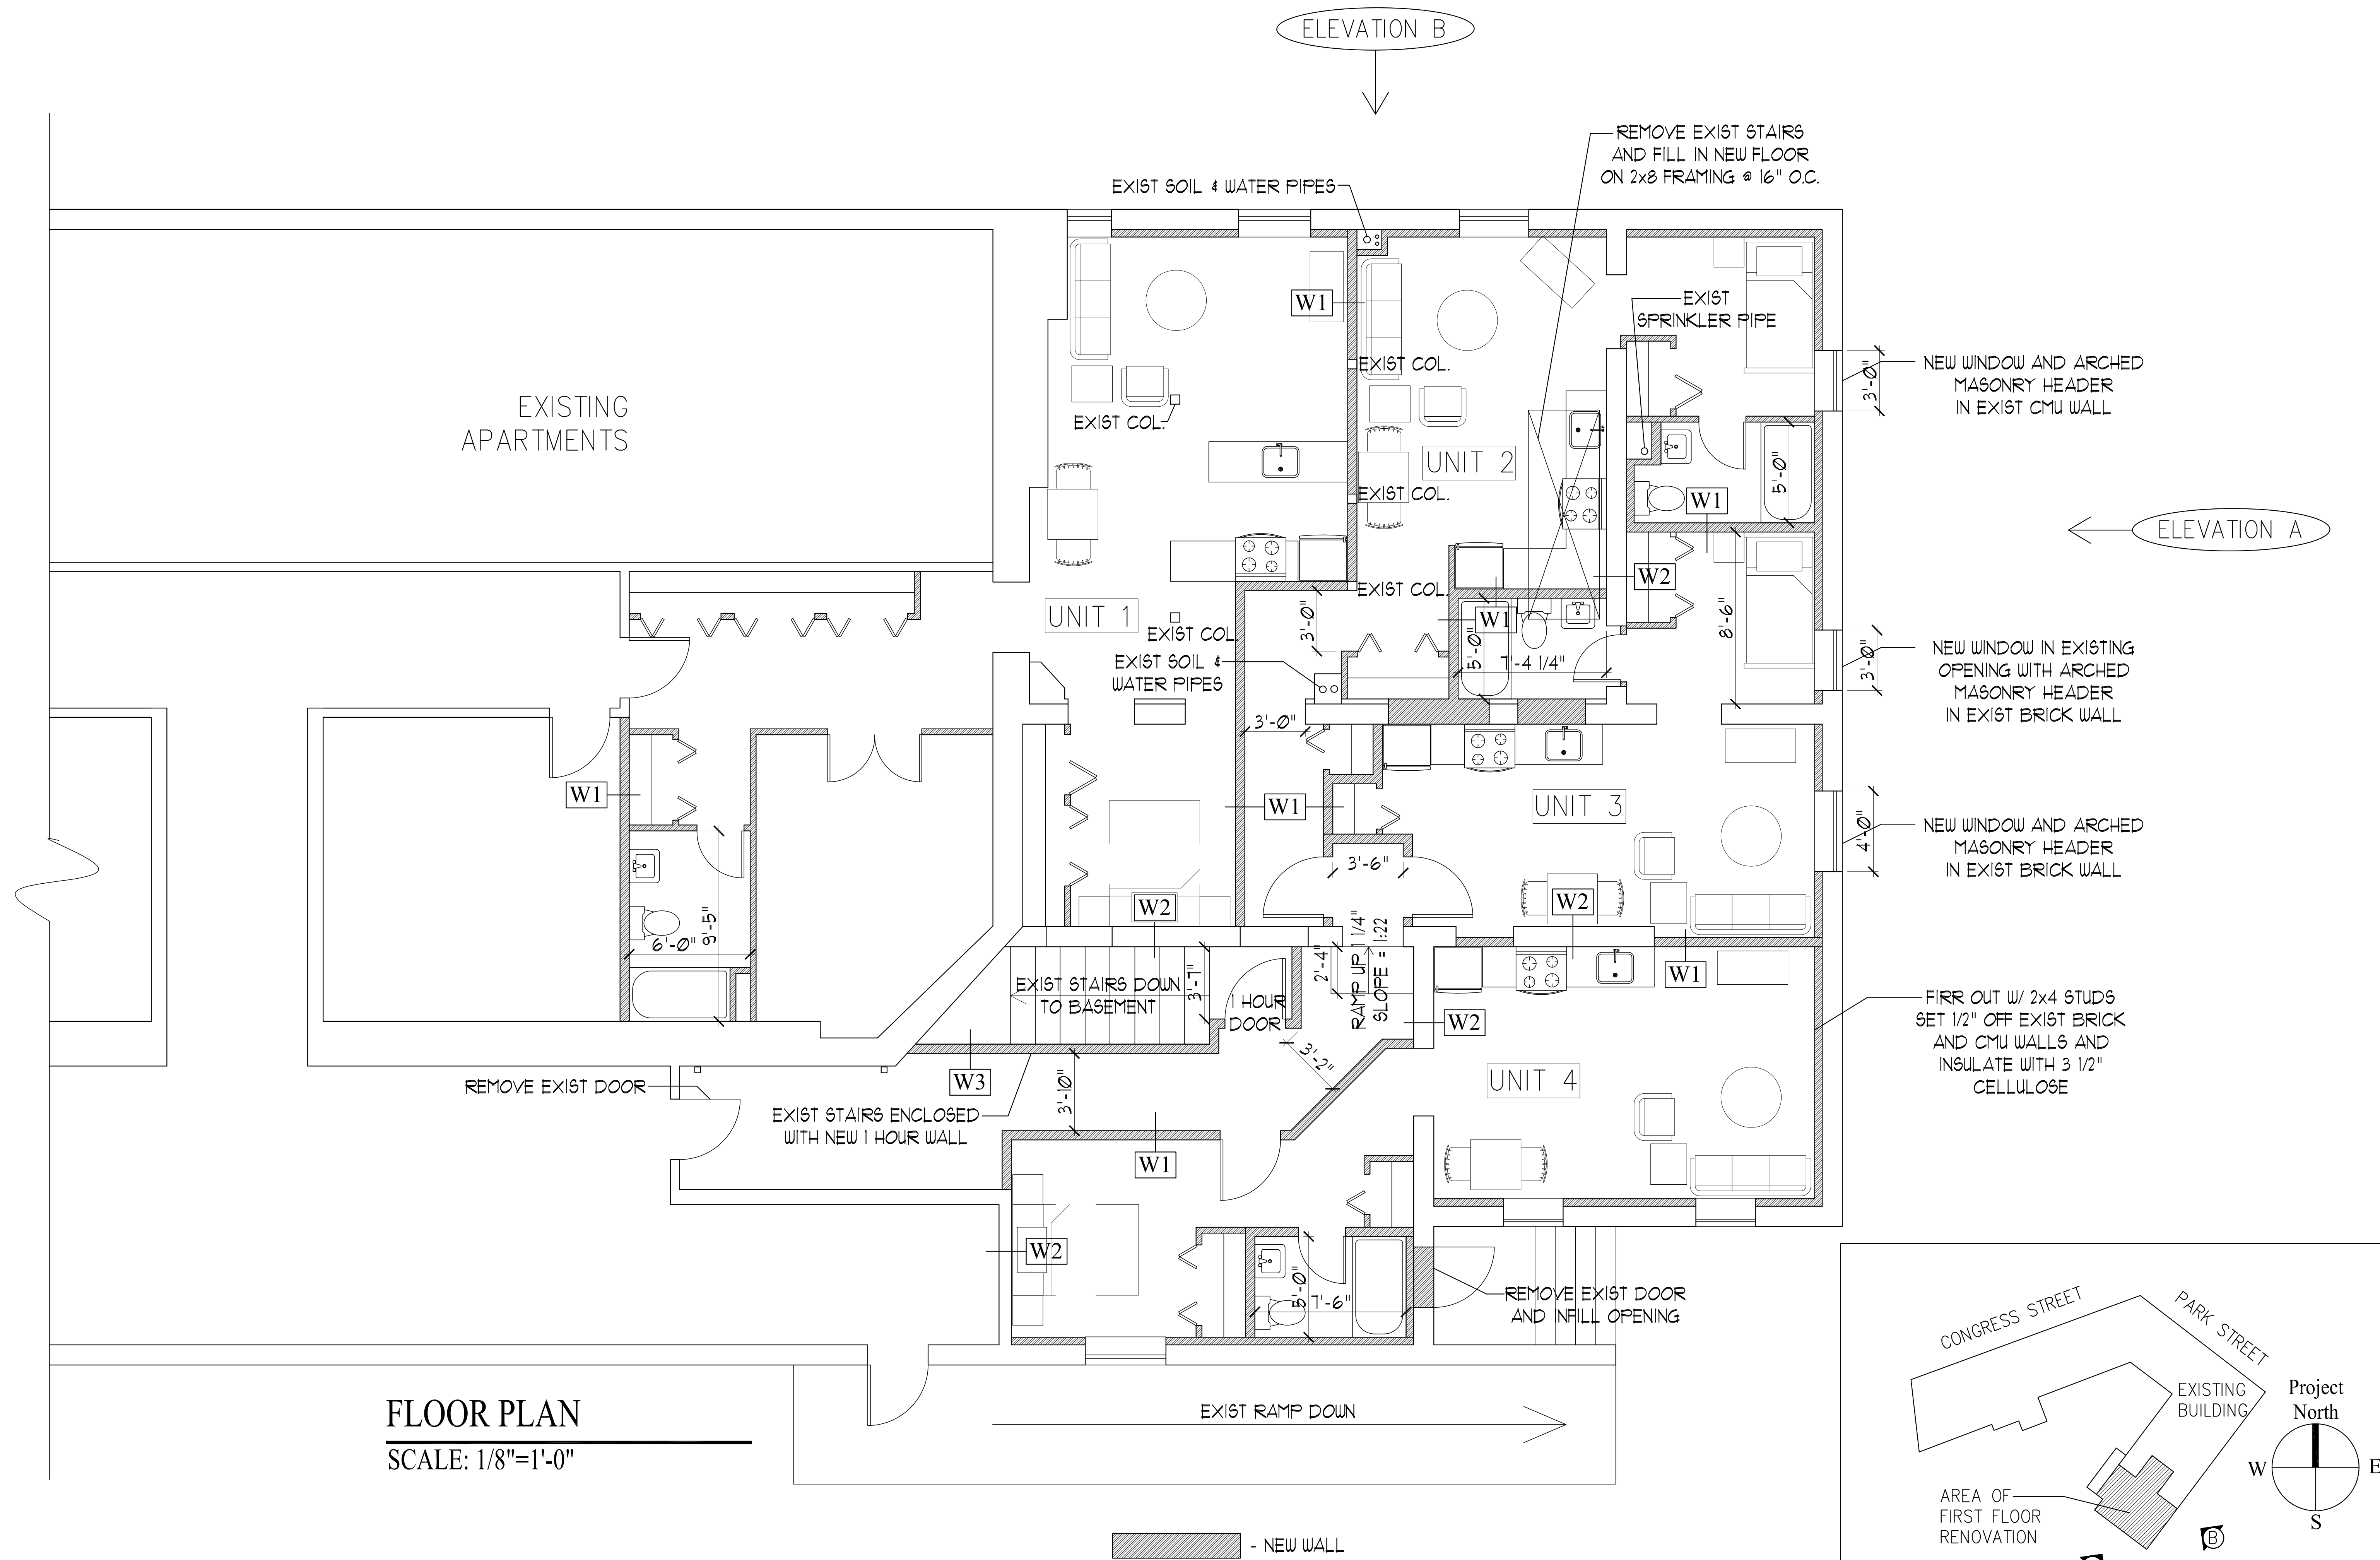 ELEVATION B
REMOVE EXIST STAIRS
AND FILL IN NEW FLOOR
ON 2x8 FRAMING @ 16" O.C.
EXIST SOIL & WATER PIPES
W1
EXIST
SPRINKLER PIPE
EXIST COL.
NEW WINDOW AND ARCHED
MASONRY HEADER
IN EXIST CMU WALL
3'-0"
EXISTING
APARTMENTS
EXIST COL.
UNIT 2
5'-0"
EXIST COL.
W1
ELEVATION A
W2
EXIST COL.
UNIT 1
3'-0"
W1
8'-6"
EXIST COL.
5'-0"
7'-4 1/4"
3'-0"
EXIST SOIL &
WATER PIPES
NEW WINDOW IN EXISTING
OPENING WITH ARCHED
MASONRY HEADER
IN EXIST BRICK WALL
3'-0"
W1
W1
UNIT 3
4'-0"
NEW WINDOW AND ARCHED
MASONRY HEADER
IN EXIST BRICK WALL
3'-6"
W2
W2
9'-5"
6'-0"
RAMP UP 1 1/4"
SLOPE = 1:22
2'-4"
W1
EXIST STAIRS DOWN
TO BASEMENT
3'-7"
1 HOUR
DOOR
W2
FIRR OUT W/ 2x4 STUDS
SET 1/2" OFF EXIST BRICK
AND CMU WALLS AND
INSULATE WITH 3 1/2"
CELLULOSE
3'-2"
W3
UNIT 4
REMOVE EXIST DOOR
3'-10"
EXIST STAIRS ENCLOSED
WITH NEW 1 HOUR WALL
W1
W2
5'-0"
7'-6"
REMOVE EXIST DOOR
AND INFILL OPENING
EXIST RAMP DOWN
FLOOR PLAN
SCALE: 1/8"=1'-0"
- NEW WALL
CONGRESS STREET
PARK STREET
EXISTING
BUILDING
Project
North
W
E
S
AREA OF
FIRST FLOOR
RENOVATION
B